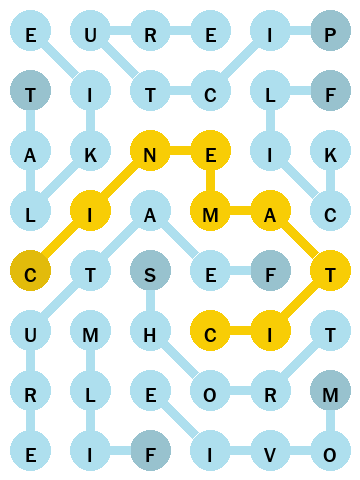 E U R E I P
T I T C L F
A K N E I K
L I A M A C
C T S E F T
U M H C I T
R L E O R M
E I F I V O